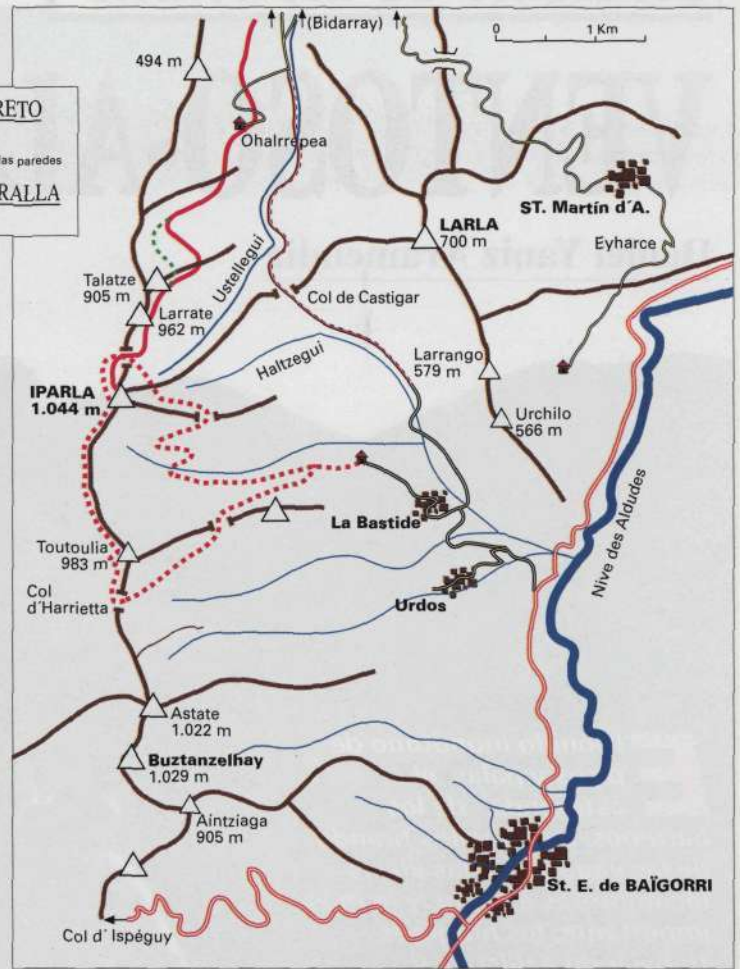 (Bidarray)
0 1 Km
494 m
RETO
las paredes
RALLA
Ohalrrepea
ST. Martín d´A.
LARLA
700 m
Eyharce
Ustellegui
Talatze
905 m
Col de Castigar
Larrate
962 m
Haltzegui
Larrango
579 m
IPARLA
1.044 m
Urchilo
566 m
La Bastide
Nive des Aldudes
Toutoulia
983 m
Col
d´Harrietta
Urdos
Astate
1.022 m
Buztanzelhay
1.029 m
Aíntziaga
905 m
St. E. de BAÏGORRI
Col d´ Ispéguy